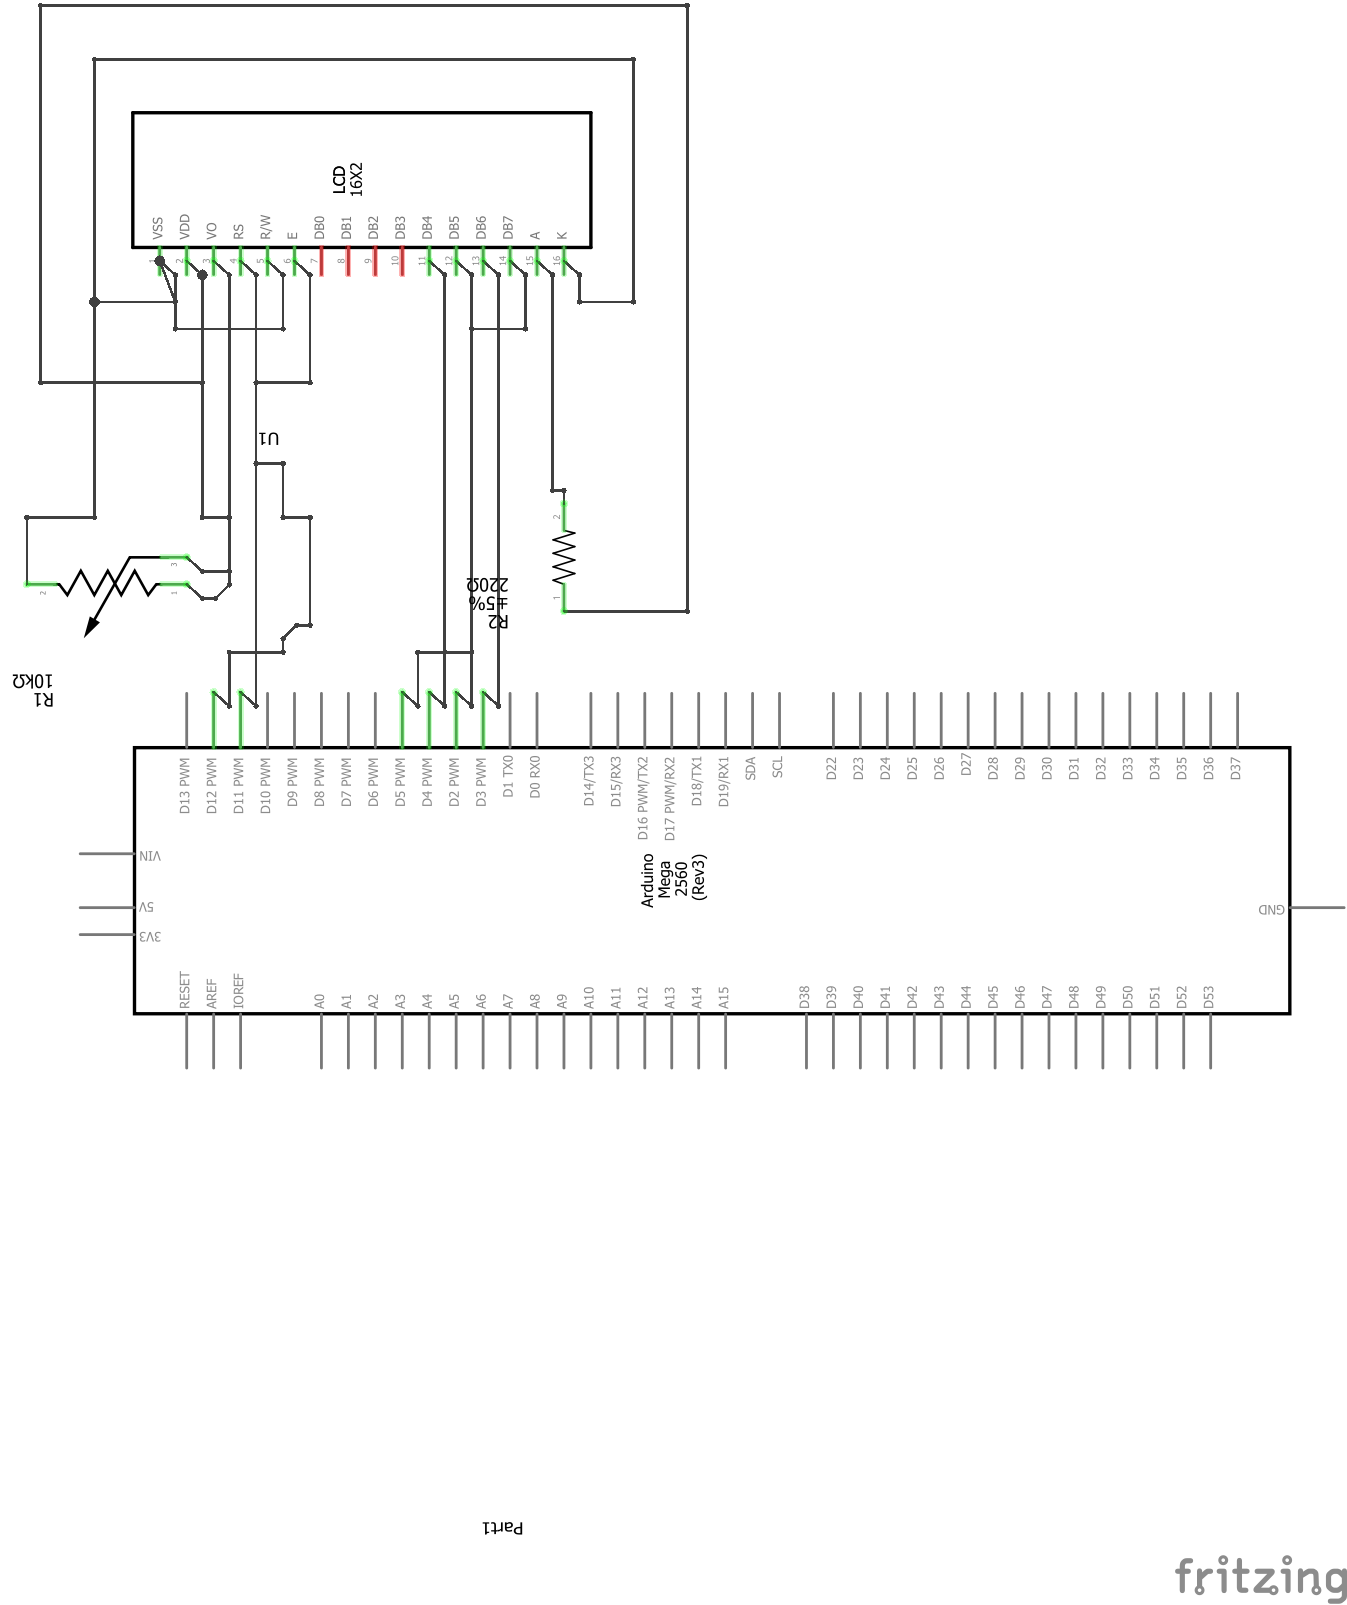 LCD
16X2
VSS
VDD
VO
RS
R/W
E
DB0
DB1
DB2
DB3
DB4
DB5
DB6
DB7
A
K
1
2
3
4
5
6
7
8
9
10
11
12
13
14
15
16
U1
2
1
R2
±5%
220Ω
3
2
1
R1
10kΩ
D13 PWM
D12 PWM
D11 PWM
D10 PWM
D9 PWM
D8 PWM
D7 PWM
D6 PWM
D5 PWM
D4 PWM
D2 PWM
D3 PWM
D1 TX0
D0 RX0
D14/TX3
D15/RX3
D16 PWM/TX2
D17 PWM/RX2
D18/TX1
D19/RX1
SDA
SCL
D22
D23
D24
D25
D26
D27
D28
D29
D30
D31
D32
D33
D34
D35
D36
D37
VIN
5V
3V3
Arduino
Mega
2560
(Rev3)
GND
RESET
AREF
IOREF
A0
A1
A2
A3
A4
A5
A6
A7
A8
A9
A10
A11
A12
A13
A14
A15
D38
D39
D40
D41
D42
D43
D44
D45
D46
D47
D48
D49
D50
D51
D52
D53
Part1
fritzing